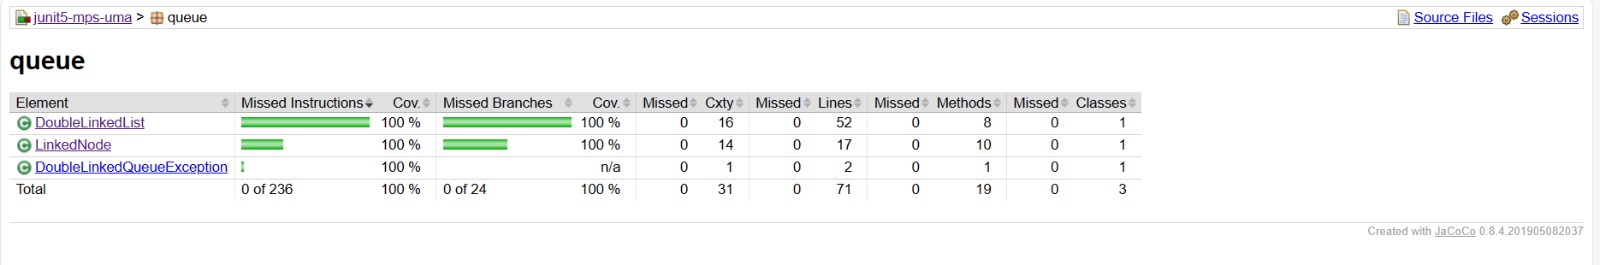 junit5-mps-uma > queue Source Files Sessions
queue
Element Missed Instructions Cov. Missed Branches Cov. Missed Cxty Missed Lines Missed Methods Missed Classes
DoubleLinkedList 100 % 100 % 0 16 0 52 0 8 0 1
LinkedNode 100 % 100 % 0 14 0 17 0 10 0 1
DoubleLinkedQueueException 100 % n/a 0 1 0 2 0 1 0 1
Total 0 of 236 100 % 0 of 24 100 % 0 31 0 71 0 19 0 3
Created with JaCoCo 0.8.4.201905082037